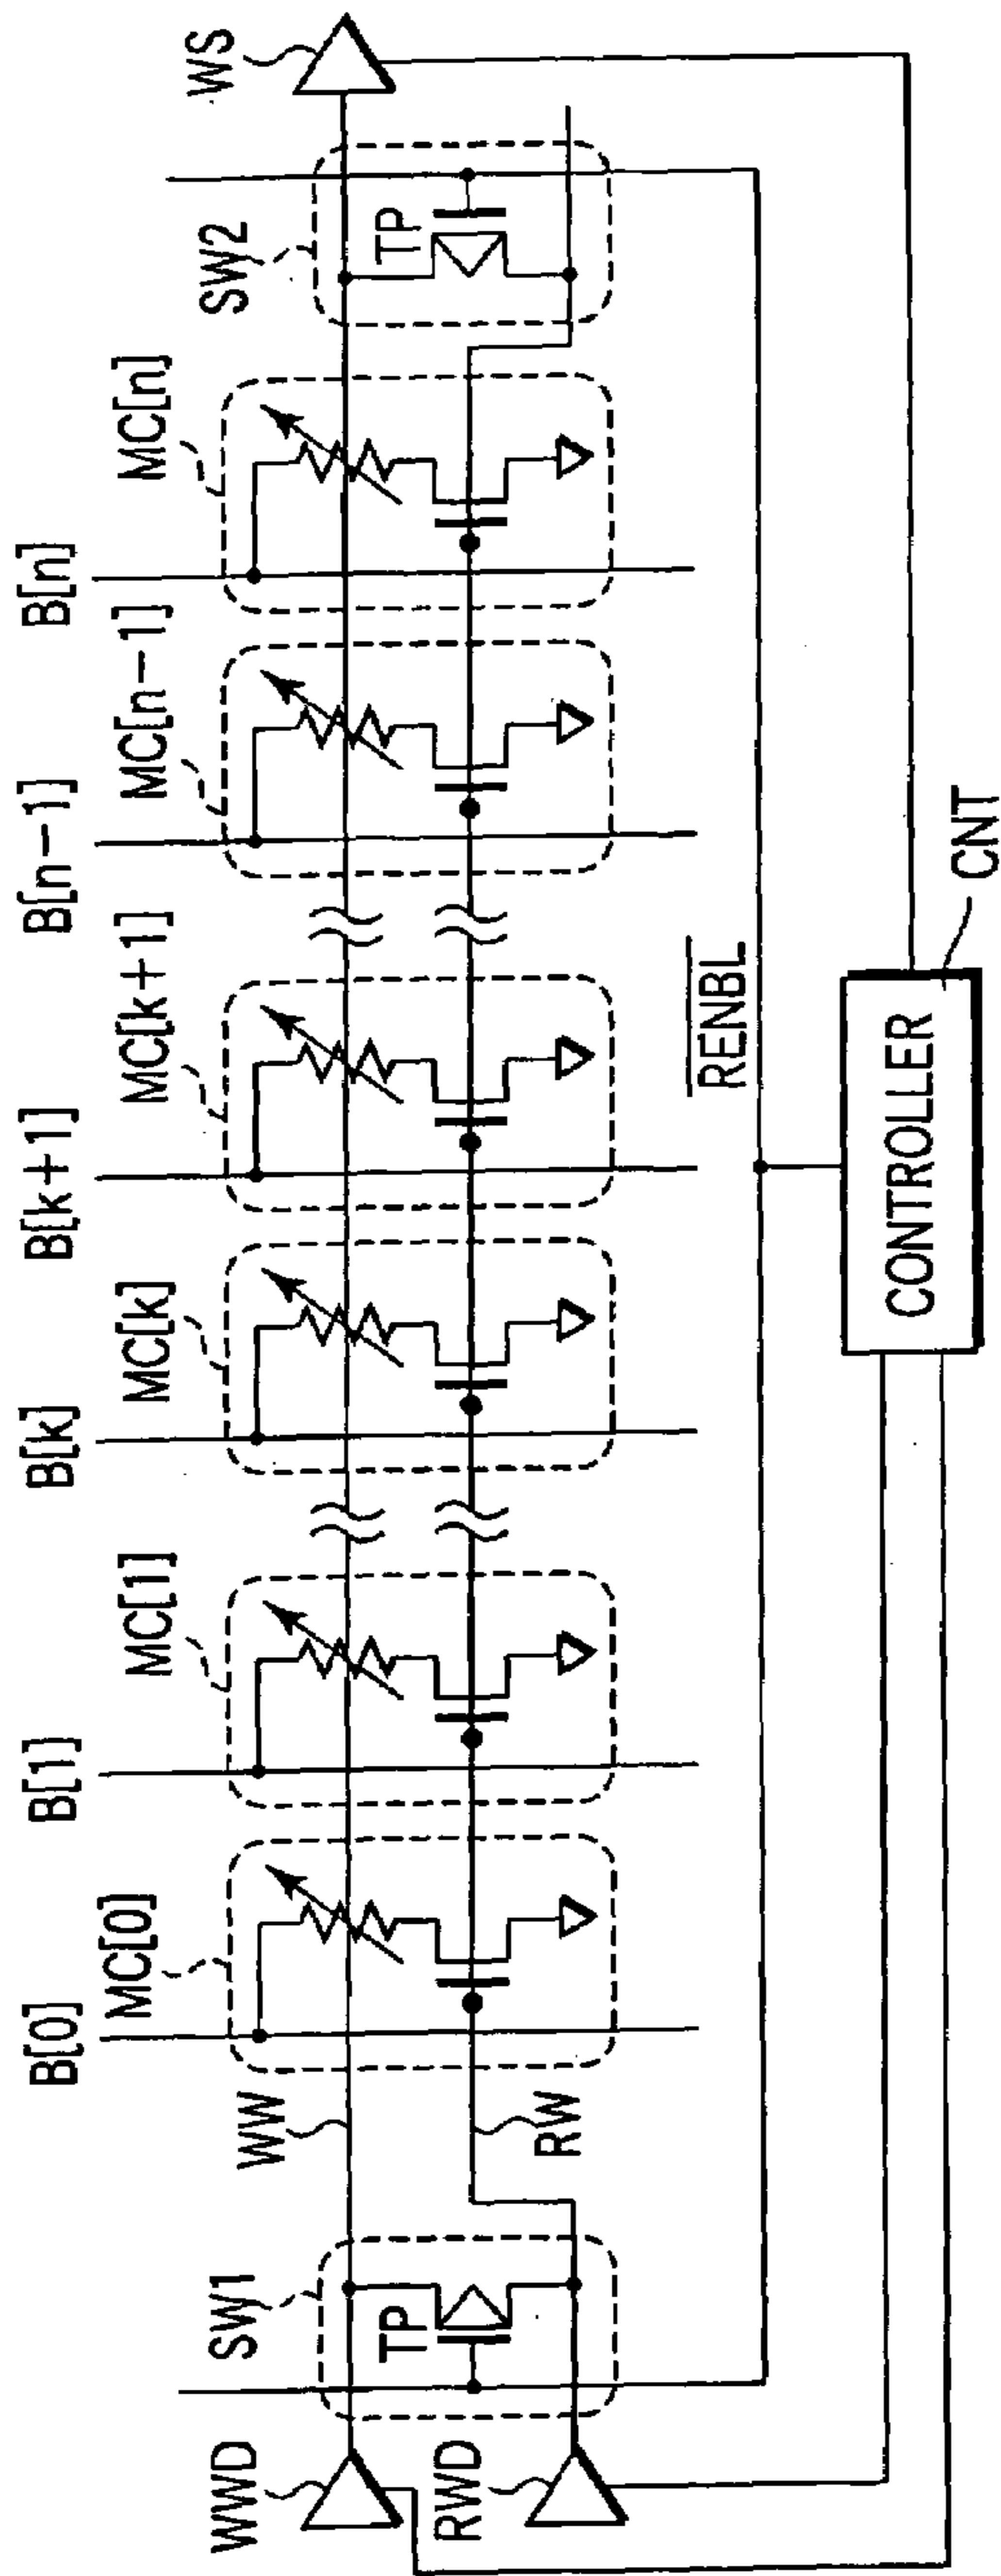 WWD
RWD
SW1
TP
WW
RW
B[0]
MC[0]
B[1]
MC[1]
B[k]
MC[k]
B[k+1]
MC[k+1]
B[n-1]
MC[n-1]
B[n]
MC[n]
SW2
TP
WS
RENBL
CONTROLLER
CNT